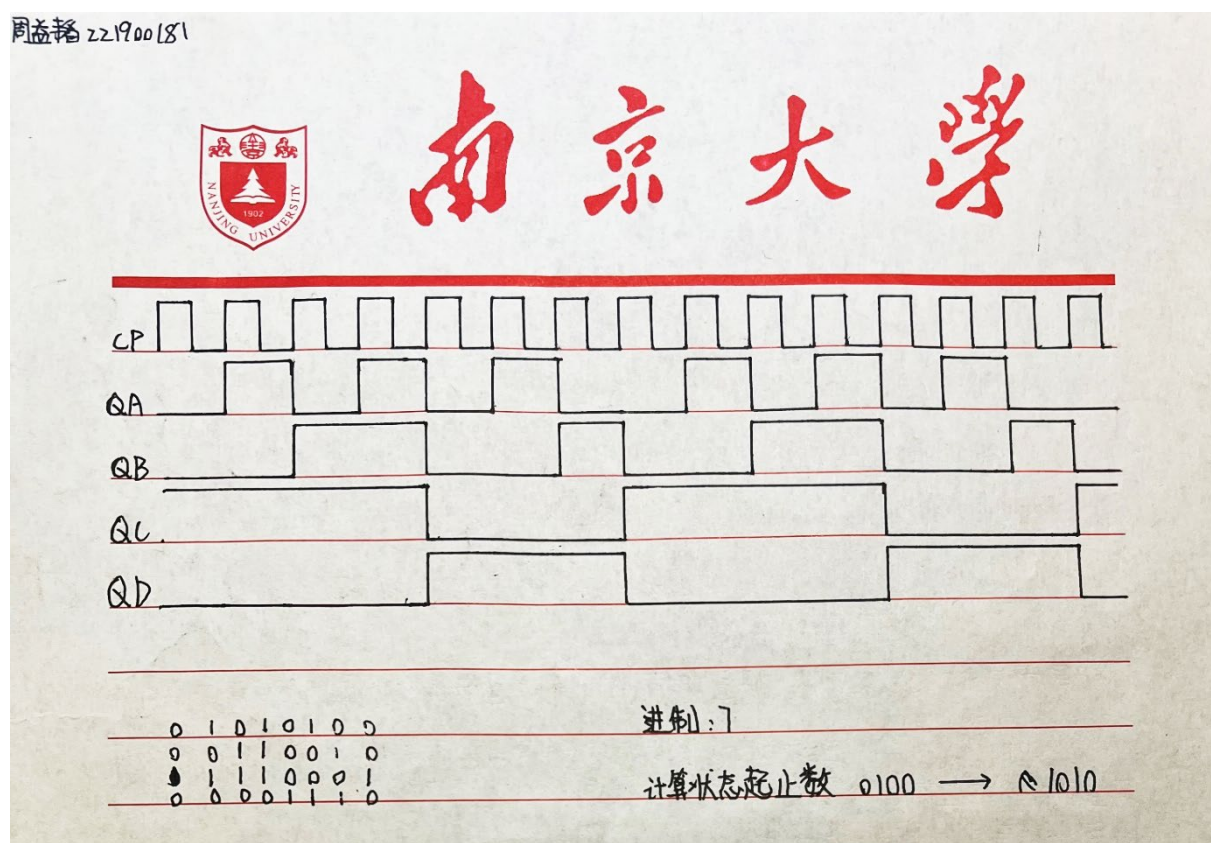 周益韬 221900181
南京大学
1902
NANJING UNIVERSITY
CP
QA
QB
QC
QD
0 1 0 1 0 1 0 0
0 0 1 1 0 0 1 0
1 1 1 0 0 0 1
0 0 0 0 1 1 1 0
进制:7
计算状态起止数 0100 → 1010